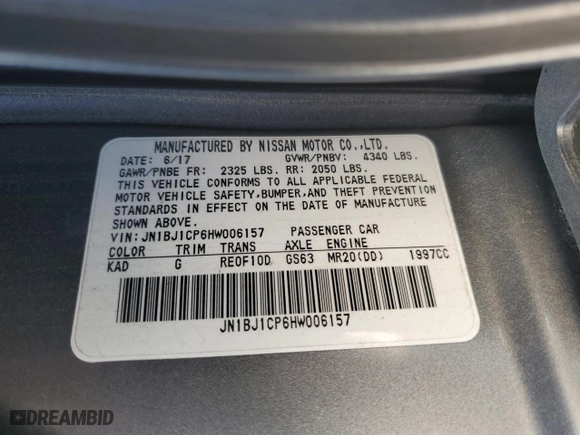 MANUFACTURED BY NISSAN MOTOR CO.,LTD.
DATE: 6/17 GVWR/PNBV: 4340 LBS.
GAWR/PNBE FR: 2325 LBS. RR: 2050 LBS.
THIS VEHICLE CONFORMS TO ALL APPLICABLE FEDERAL
MOTOR VEHICLE SAFETY,BUMPER,AND THEFT PREVENTION
STANDARDS IN EFFECT ON THE DATE OF MANUFACTURE
SHOWN ABOVE.
VIN: JN1BJ1CP6HW006157 PASSENGER CAR
COLOR TRIM TRANS AXLE ENGINE
KAD G RE0F10D GS63 MR20(DD) 1997CC
JN1BJ1CP6HW006157
DREAMBID